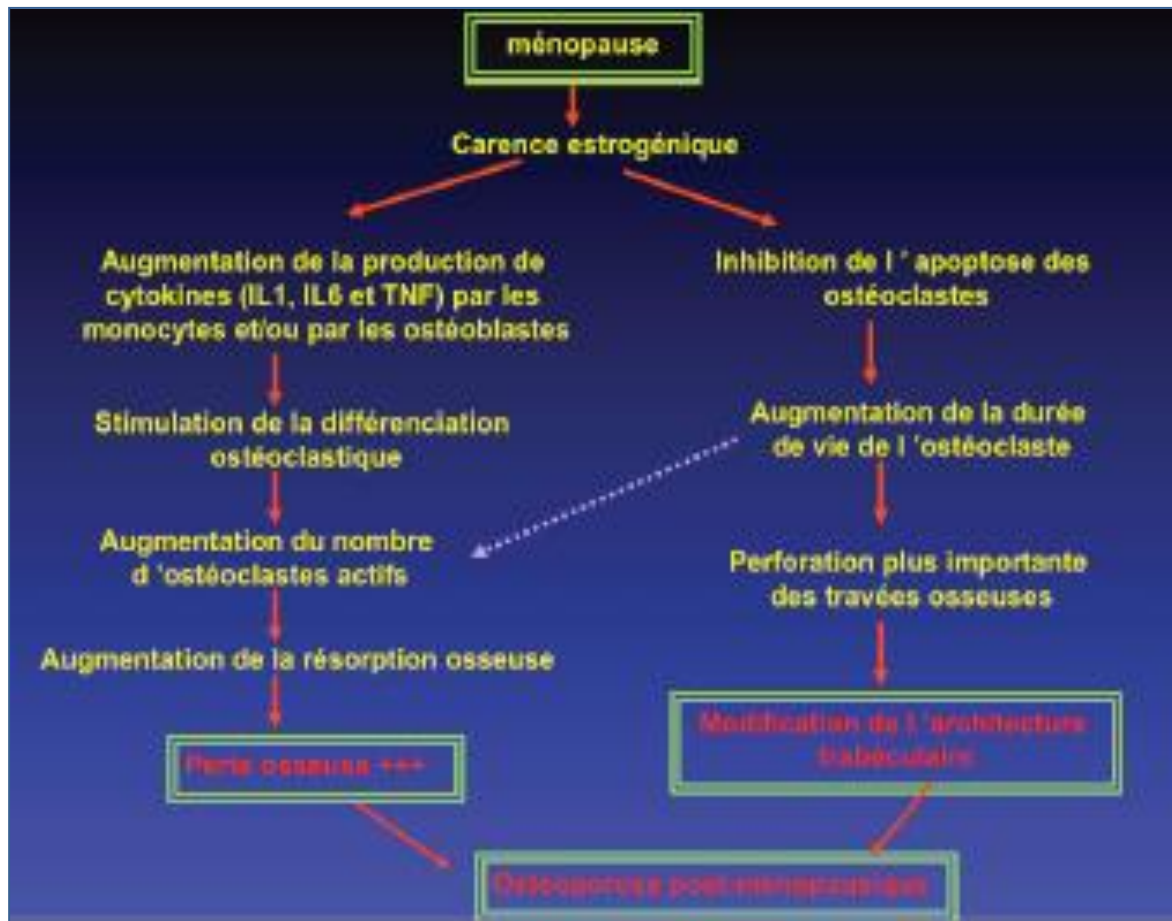 ménopause
Carence estrogénique
Augmentation de la production de
cytokines (IL1, IL6 et TNF) par les
monocytes et/ou par les ostéoblastes
Stimulation de la différenciation
ostéoclastique
Augmentation du nombre
d 'ostéoclastes actifs
Augmentation de la résorption osseuse
Perte osseuse +++
Inhibition de l ' apoptose des
ostéoclastes
Augmentation de la durée
de vie de l 'ostéoclaste
Perforation plus importante
des travées osseuses
Modification de l 'architecture
trabéculaire
Ostéoporose post-ménopausique